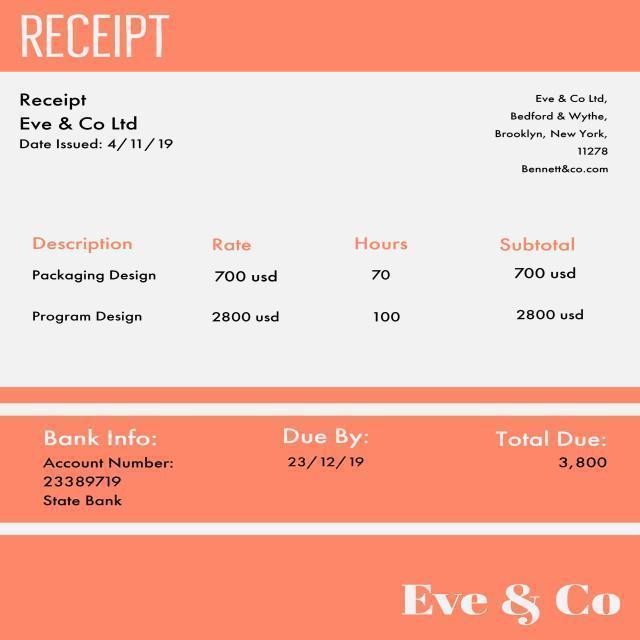 RECEIPT
Receipt
Eve & Co Ltd
Date Issued: 4/11/19
Eve & Co Ltd,
Bedford & Wythe,
Brooklyn, New York,
11278
Bennett&co.com
Description Rate Hours Subtotal
Packaging Design 700 usd 70 700 usd
Program Design 2800 usd 100 2800 usd
Bank Info: Due By: Total Due:
Account Number: 23/12/19 3,800
23389719
State Bank
Eve & Co